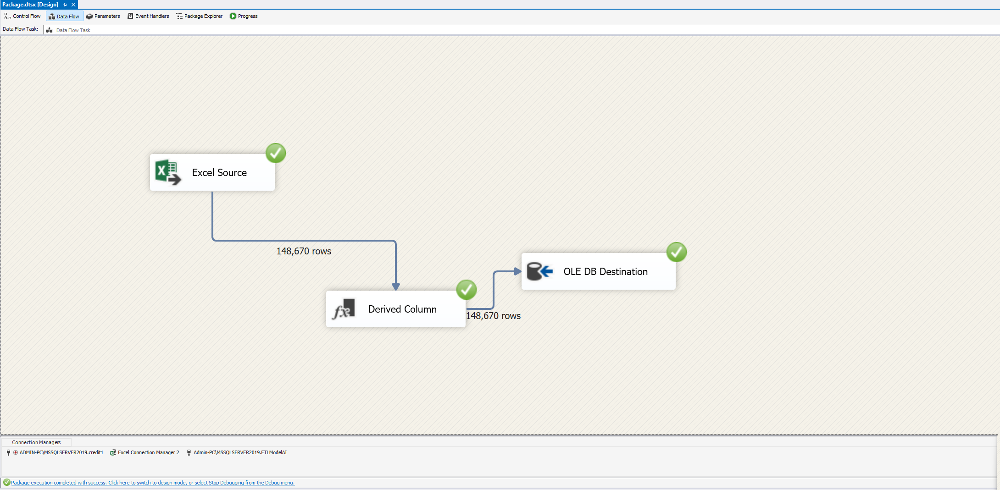 Package.dtsx [Design]
Control Flow
Data Flow
Parameters
Event Handlers
Package Explorer
Progress
Data Flow Task:
Data Flow Task
Excel Source
148,670 rows
OLE DB Destination
Derived Column
148,670 rows
Connection Managers
ADMIN-PC\MSSQLSERVER2019.credit1
Excel Connection Manager 2
Admin-PC\MSSQLSERVER2019.ETLModelAI
Package execution completed with success. Click here to switch to design mode, or select Stop Debugging from the Debug menu.